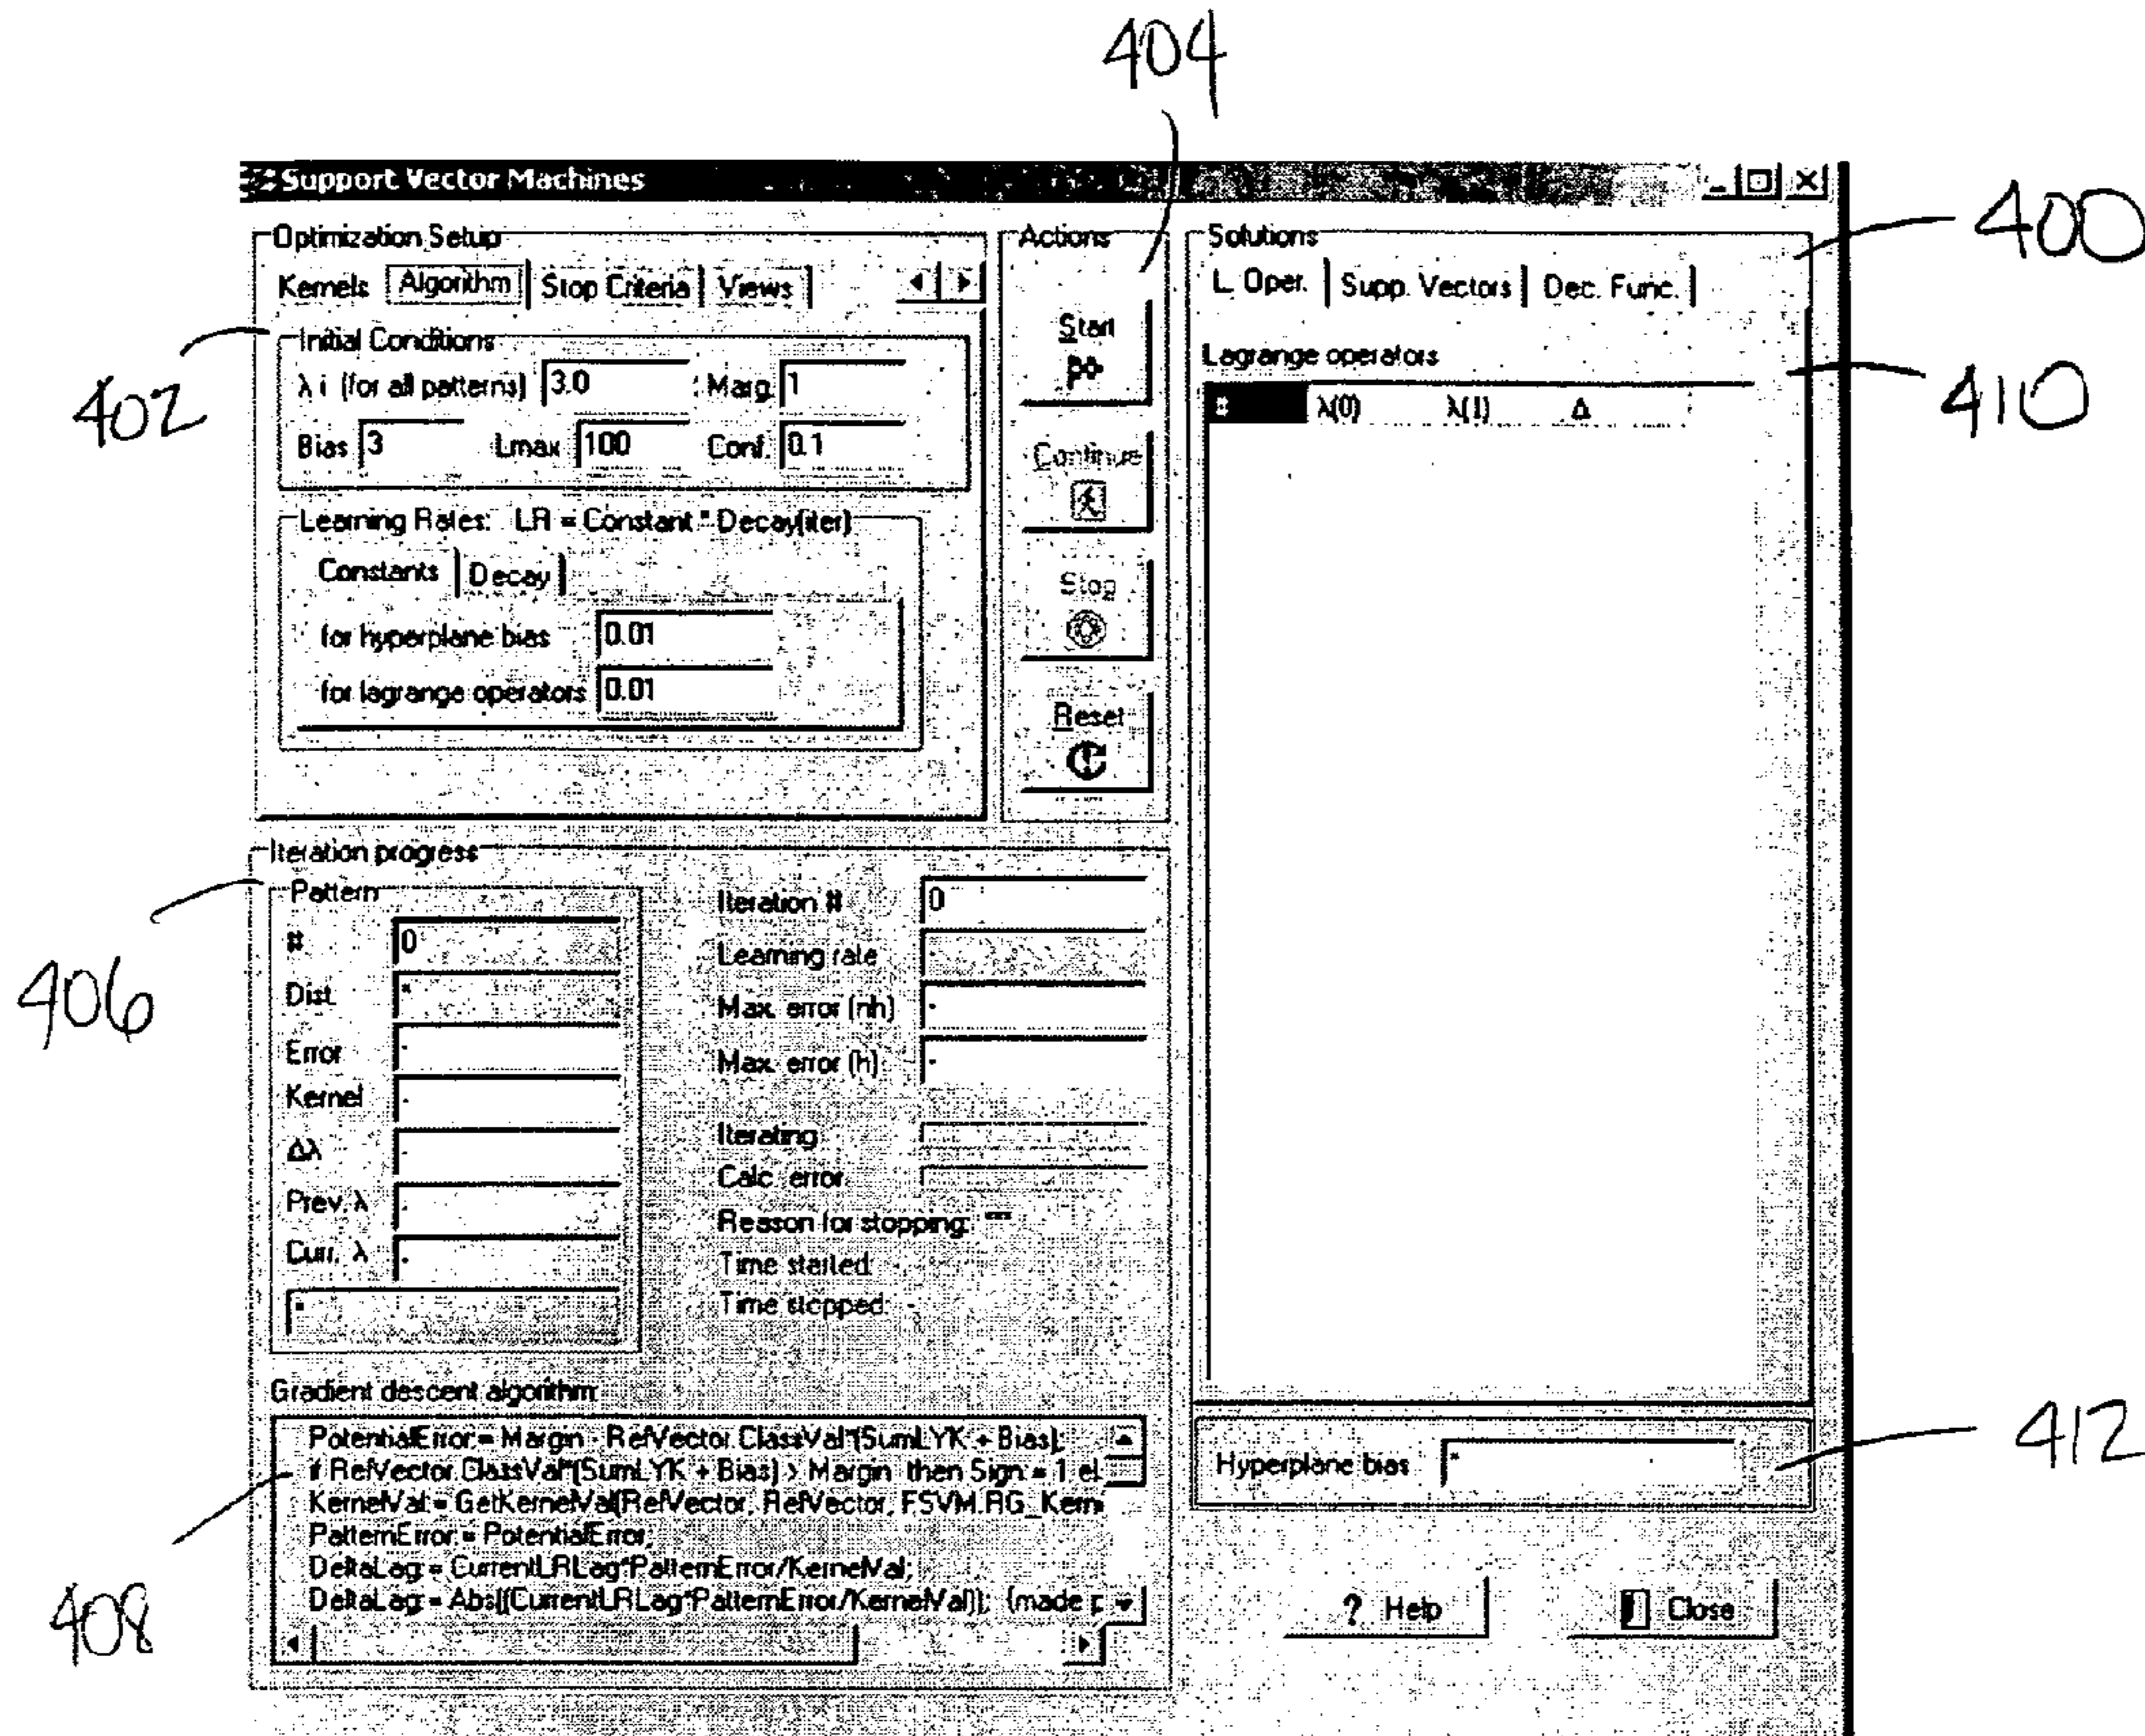 404
Support Vector Machines
400
Optimization Setup
Kernels Algorithm Stop Criteria Views
402
Initial Conditions
λ i (for all patterns) 3.0 Marg. 1
Bias 3 Lmax 100 Conf. 0.1
Learning Rates: LR = Constant * Decay(iter)
Constants Decay
for hyperplane bias 0.01
for lagrange operators 0.01
Actions
Start
Continue
Stop
Reset
Solutions
L. Oper. Supp. Vectors Dec. Func.
Lagrange operators
# λ(0) λ(1) Δ
410
Iteration progress
406
Pattern
# 0
Dist. *
Error -
Kernel -
Δλ -
Prev. λ -
Curr. λ -
*
Iteration # 0
Learning rate -
Max. error (nh) -
Max. error (h) -
Iterating
Calc. error
Reason for stopping: ***
Time started: -
Time stopped: -
Gradient descent algorithm:
PotentialError:= Margin - RefVector.ClassVal*(SumLYK + Bias);
if RefVector.ClassVal*(SumLYK + Bias) > Margin then Sign:= 1 el
KernelVal:= GetKernelVal(RefVector, RefVector, FSVM.RG_Kern
PatternError:= PotentialError;
DeltaLag:= CurrentLRLag*PatternError/KernelVal;
DeltaLag:= Abs((CurrentLRLag*PatternError/KernelVal)); {made p
408
Hyperplane bias *
412
? Help
Close